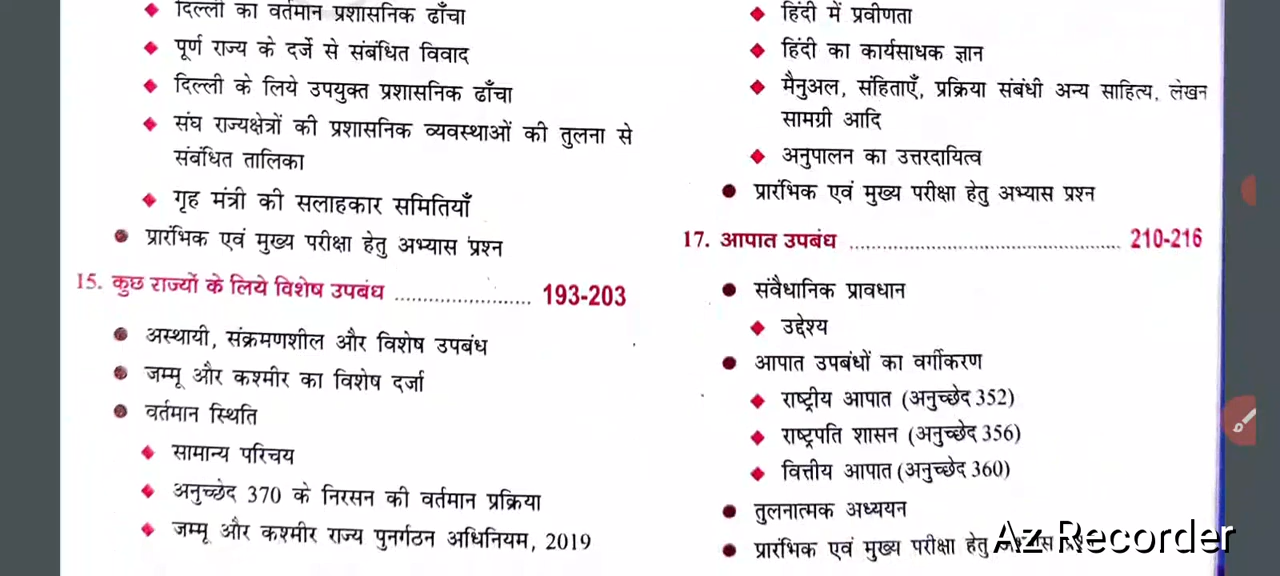 दिल्ली का वर्तमान प्रशासनिक ढाँचा
पूर्ण राज्य के दर्जे से संबंधित विवाद
दिल्ली के लिये उपयुक्त प्रशासनिक ढाँचा
संघ राज्यक्षेत्रों की प्रशासनिक व्यवस्थाओं की तुलना से
संबंधित तालिका
गृह मंत्री की सलाहकार समितियाँ
प्रारंभिक एवं मुख्य परीक्षा हेतु अभ्यास प्रश्न
15. कुछ राज्यों के लिये विशेष उपबंध ........................ 193-203
अस्थायी, संक्रमणशील और विशेष उपबंध
जम्मू और कश्मीर का विशेष दर्जा
वर्तमान स्थिति
सामान्य परिचय
अनुच्छेद 370 के निरसन की वर्तमान प्रक्रिया
जम्मू और कश्मीर राज्य पुनर्गठन अधिनियम, 2019
हिंदी में प्रवीणता
हिंदी का कार्यसाधक ज्ञान
मैनुअल, संहिताएँ, प्रक्रिया संबंधी अन्य साहित्य, लेखन
सामग्री आदि
अनुपालन का उत्तरदायित्व
प्रारंभिक एवं मुख्य परीक्षा हेतु अभ्यास प्रश्न
17. आपात उपबंध ................................................ 210-216
संवैधानिक प्रावधान
उद्देश्य
आपात उपबंधों का वर्गीकरण
राष्ट्रीय आपात (अनुच्छेद 352)
राष्ट्रपति शासन (अनुच्छेद 356)
वित्तीय आपात (अनुच्छेद 360)
तुलनात्मक अध्ययन
प्रारंभिक एवं मुख्य परीक्षा हेतु
Az Recorder